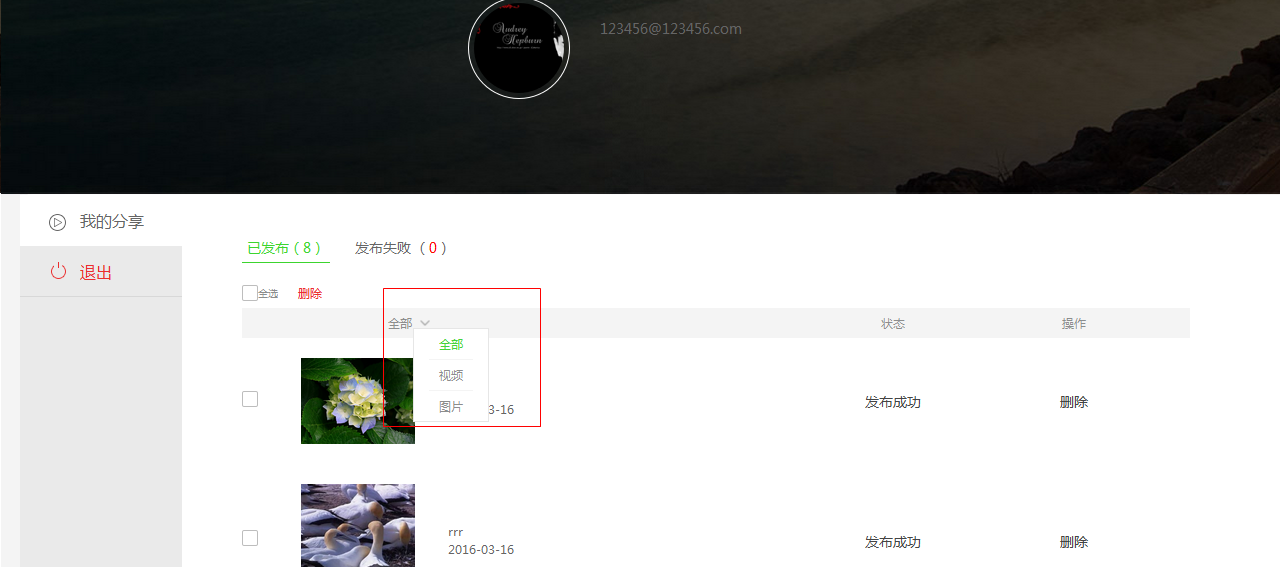 Audrey
Hepburn
123456@123456.com
我的分享
退出
已发布（8） 发布失败（0）
全选 删除
全部 状态 操作
全部
视频
图片
3-16
发布成功 删除
rrr
2016-03-16
发布成功 删除